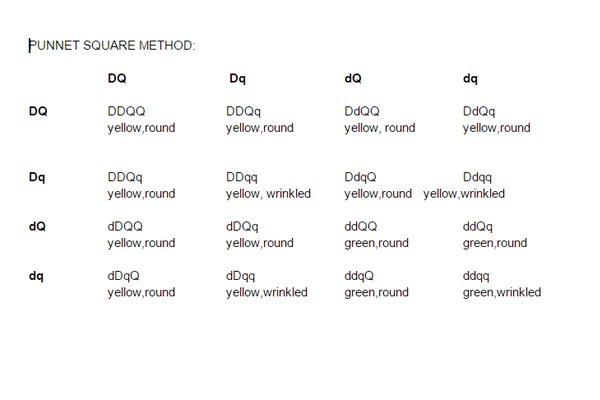 PUNNET SQUARE METHOD:
DQ Dq dQ dq
DQ DDQQ DDQq DdQQ DdQq
yellow,round yellow,round yellow, round yellow,round
Dq DDQq DDqq DdqQ Ddqq
yellow,round yellow, wrinkled yellow,round yellow,wrinkled
dQ dDQQ dDQq ddQQ ddQq
yellow,round yellow,round green,round green,round
dq dDqQ dDqq ddqQ ddqq
yellow,round yellow,wrinkled green,round green,wrinkled